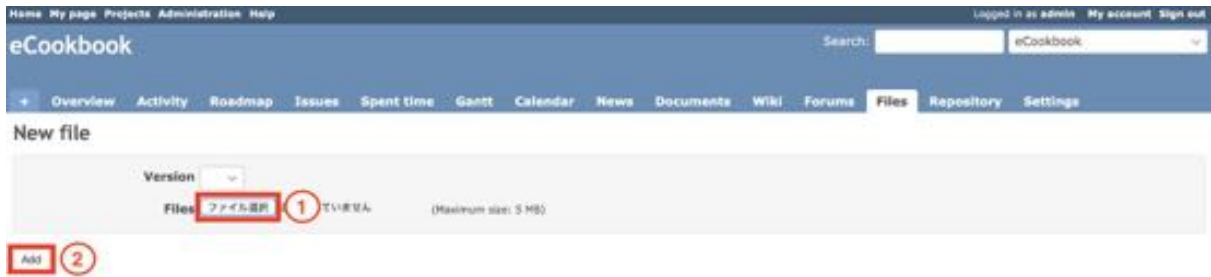 Home My page Projects Administration Help Logged in as admin My account Sign out
eCookbook Search: eCookbook
+ Overview Activity Roadmap Issues Spent time Gantt Calendar News Documents Wiki Forums Files Repository Settings
New file
Version
Files ファイル選択 1 ていません (Maximum size: 5 MB)
Add 2